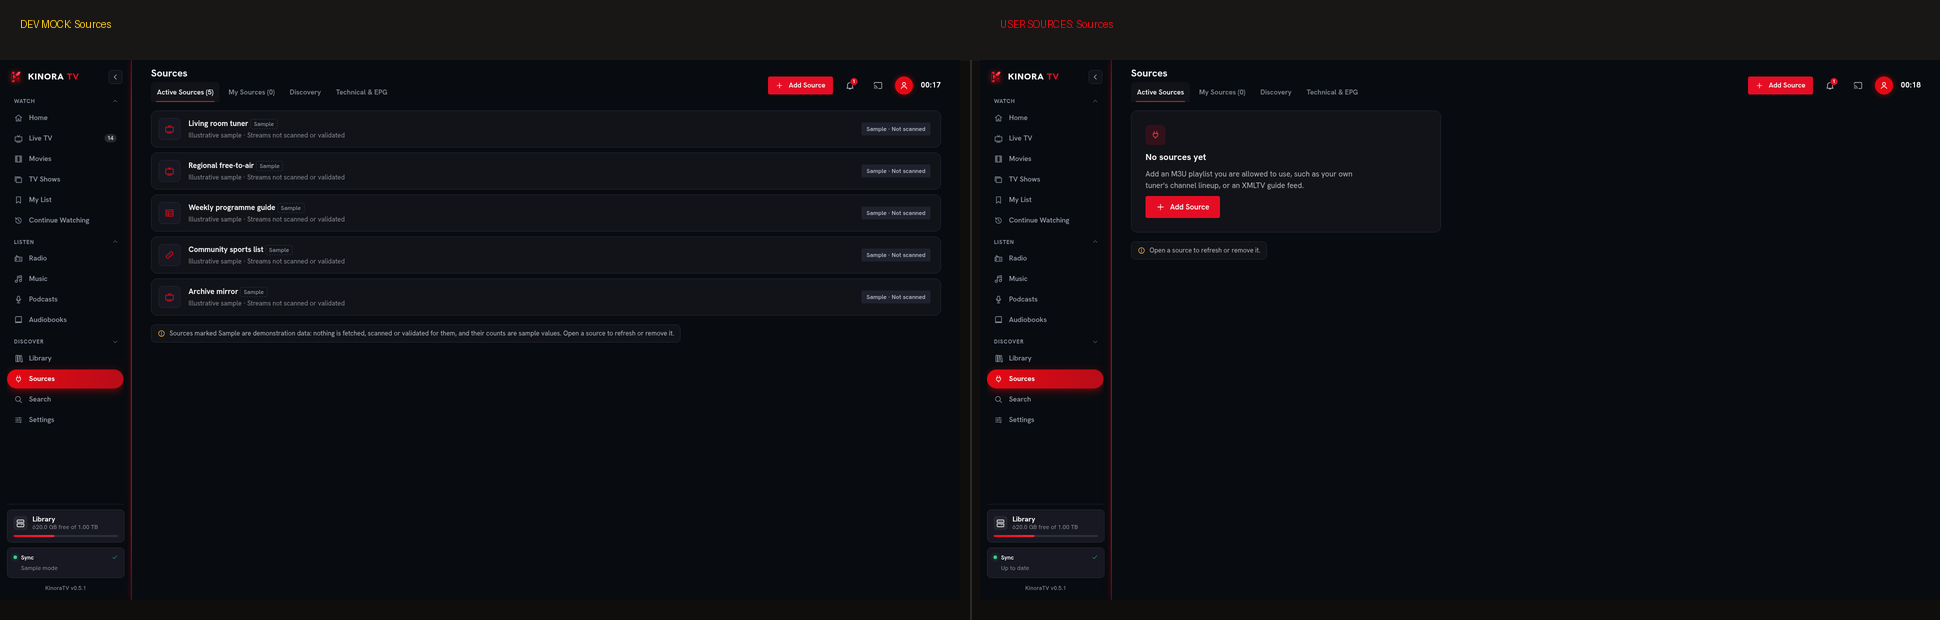 DEV MOCK: Sources
KINORA TV
WATCH
Home
Live TV 14
Movies
TV Shows
My List
Continue Watching
LISTEN
Radio
Music
Podcasts
Audiobooks
DISCOVER
Library
Sources
Search
Settings
Library
620.0 GB free of 1.00 TB
Sync
Sample mode
KinoraTV v0.5.1
Sources
Active Sources (5) My Sources (0) Discovery Technical & EPG
+ Add Source 1 00:17
Living room tuner Sample
Illustrative sample · Streams not scanned or validated
Sample · Not scanned
Regional free-to-air Sample
Illustrative sample · Streams not scanned or validated
Sample · Not scanned
Weekly programme guide Sample
Illustrative sample · Streams not scanned or validated
Sample · Not scanned
Community sports list Sample
Illustrative sample · Streams not scanned or validated
Sample · Not scanned
Archive mirror Sample
Illustrative sample · Streams not scanned or validated
Sample · Not scanned
Sources marked Sample are demonstration data: nothing is fetched, scanned or validated for them, and their counts are sample values. Open a source to refresh or remove it.
USER SOURCES: Sources
KINORA TV
WATCH
Home
Live TV
Movies
TV Shows
My List
Continue Watching
LISTEN
Radio
Music
Podcasts
Audiobooks
DISCOVER
Library
Sources
Search
Settings
Library
620.0 GB free of 1.00 TB
Sync
Up to date
KinoraTV v0.5.1
Sources
Active Sources My Sources (0) Discovery Technical & EPG
+ Add Source 1 00:18
No sources yet
Add an M3U playlist you are allowed to use, such as your own
tuner's channel lineup, or an XMLTV guide feed.
+ Add Source
Open a source to refresh or remove it.